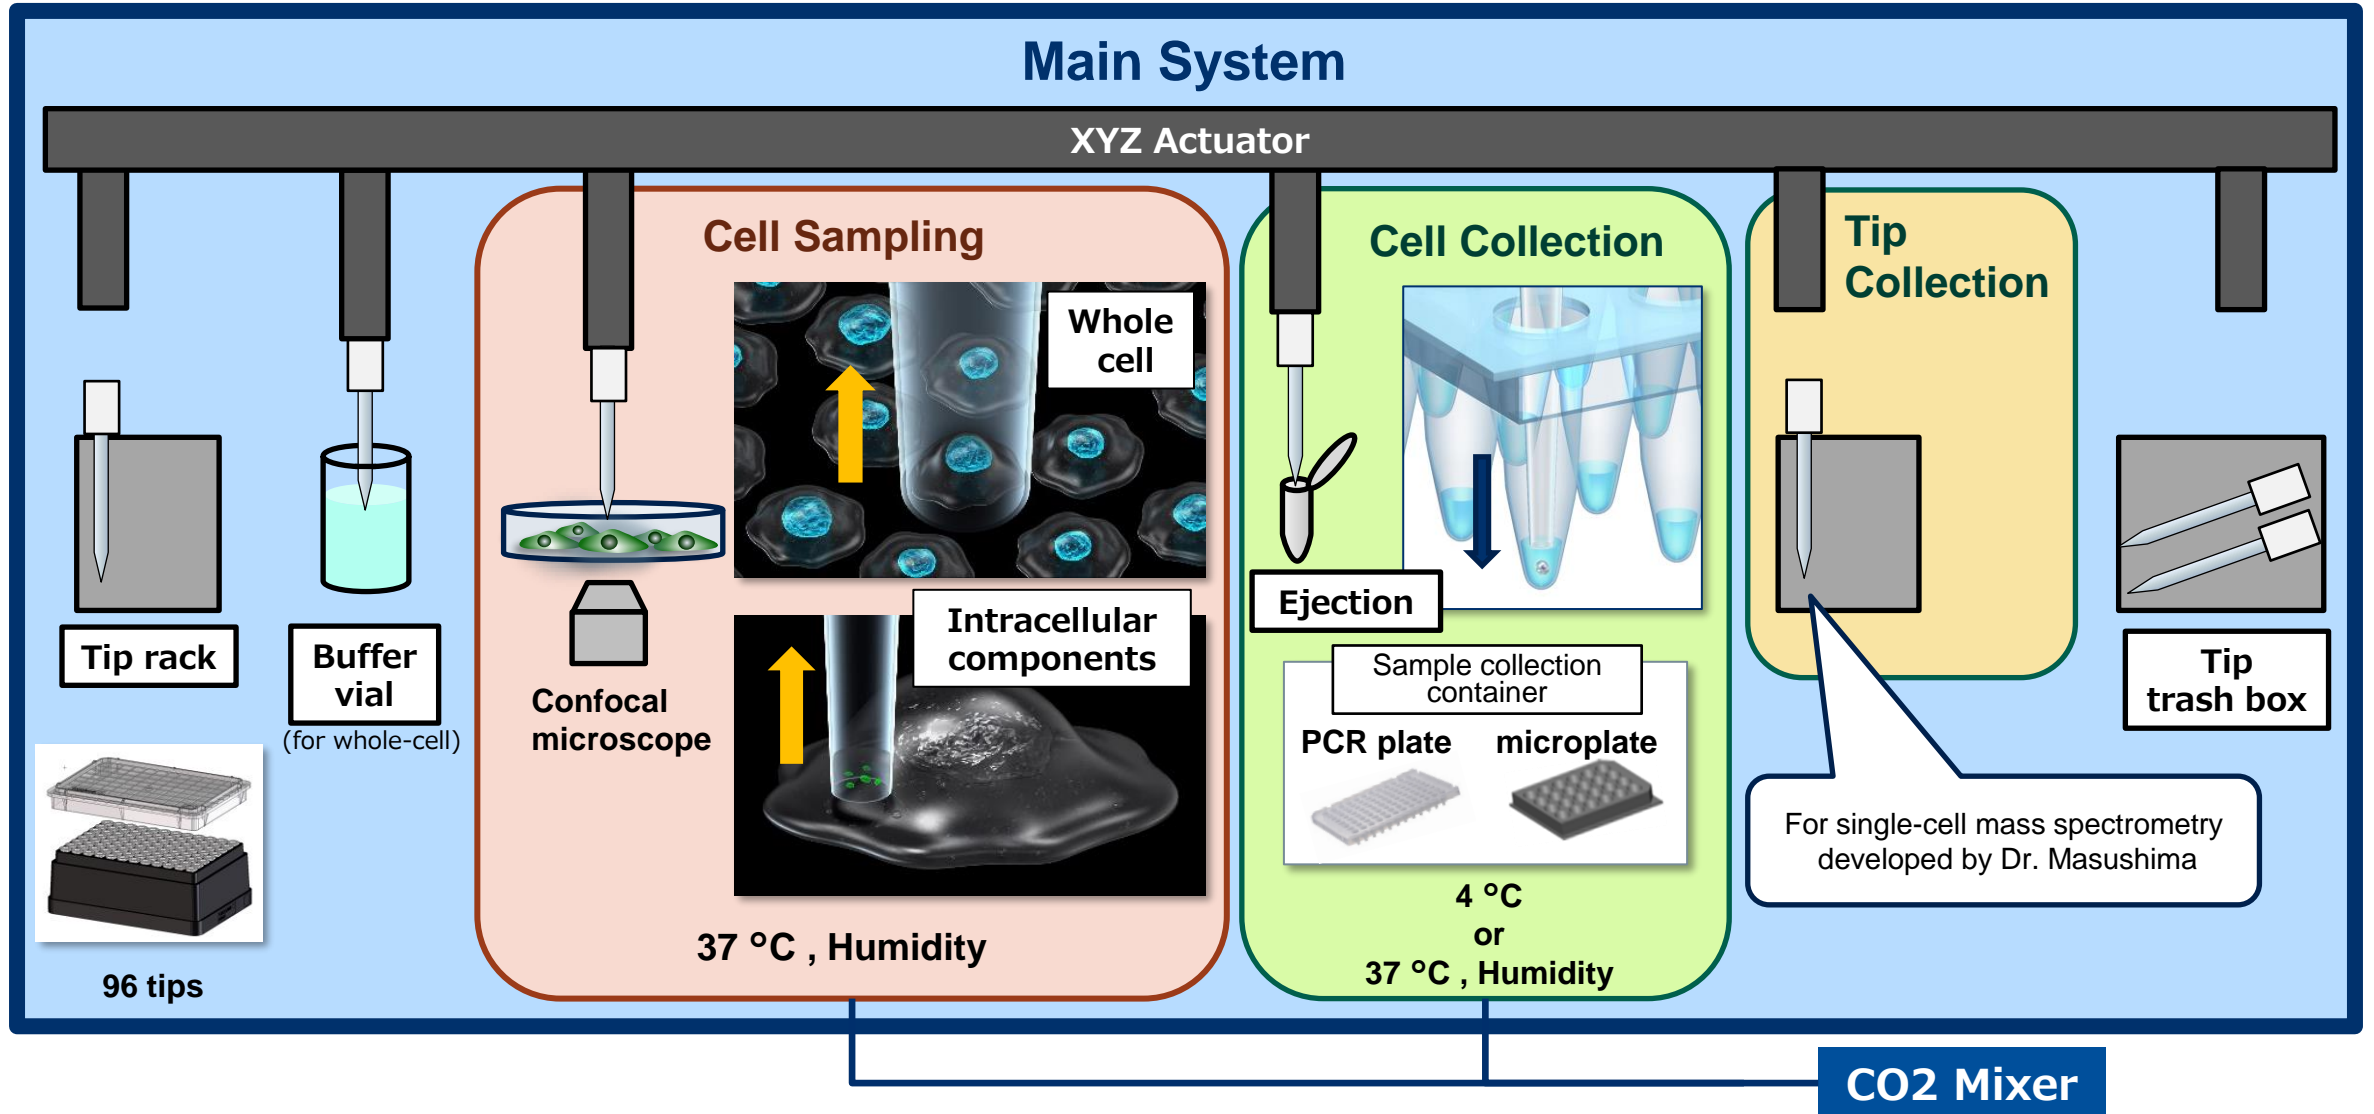 Main System
XYZ Actuator
Cell Sampling
Whole
cell
Intracellular
components
Confocal
microscope
37 °C , Humidity
Tip rack
96 tips
Buffer
vial
(for whole-cell)
Cell Collection
Ejection
Sample collection
container
PCR plate
microplate
4 °C
or
37 °C , Humidity
Tip
Collection
For single-cell mass spectrometry
developed by Dr. Masushima
Tip
trash box
CO2 Mixer